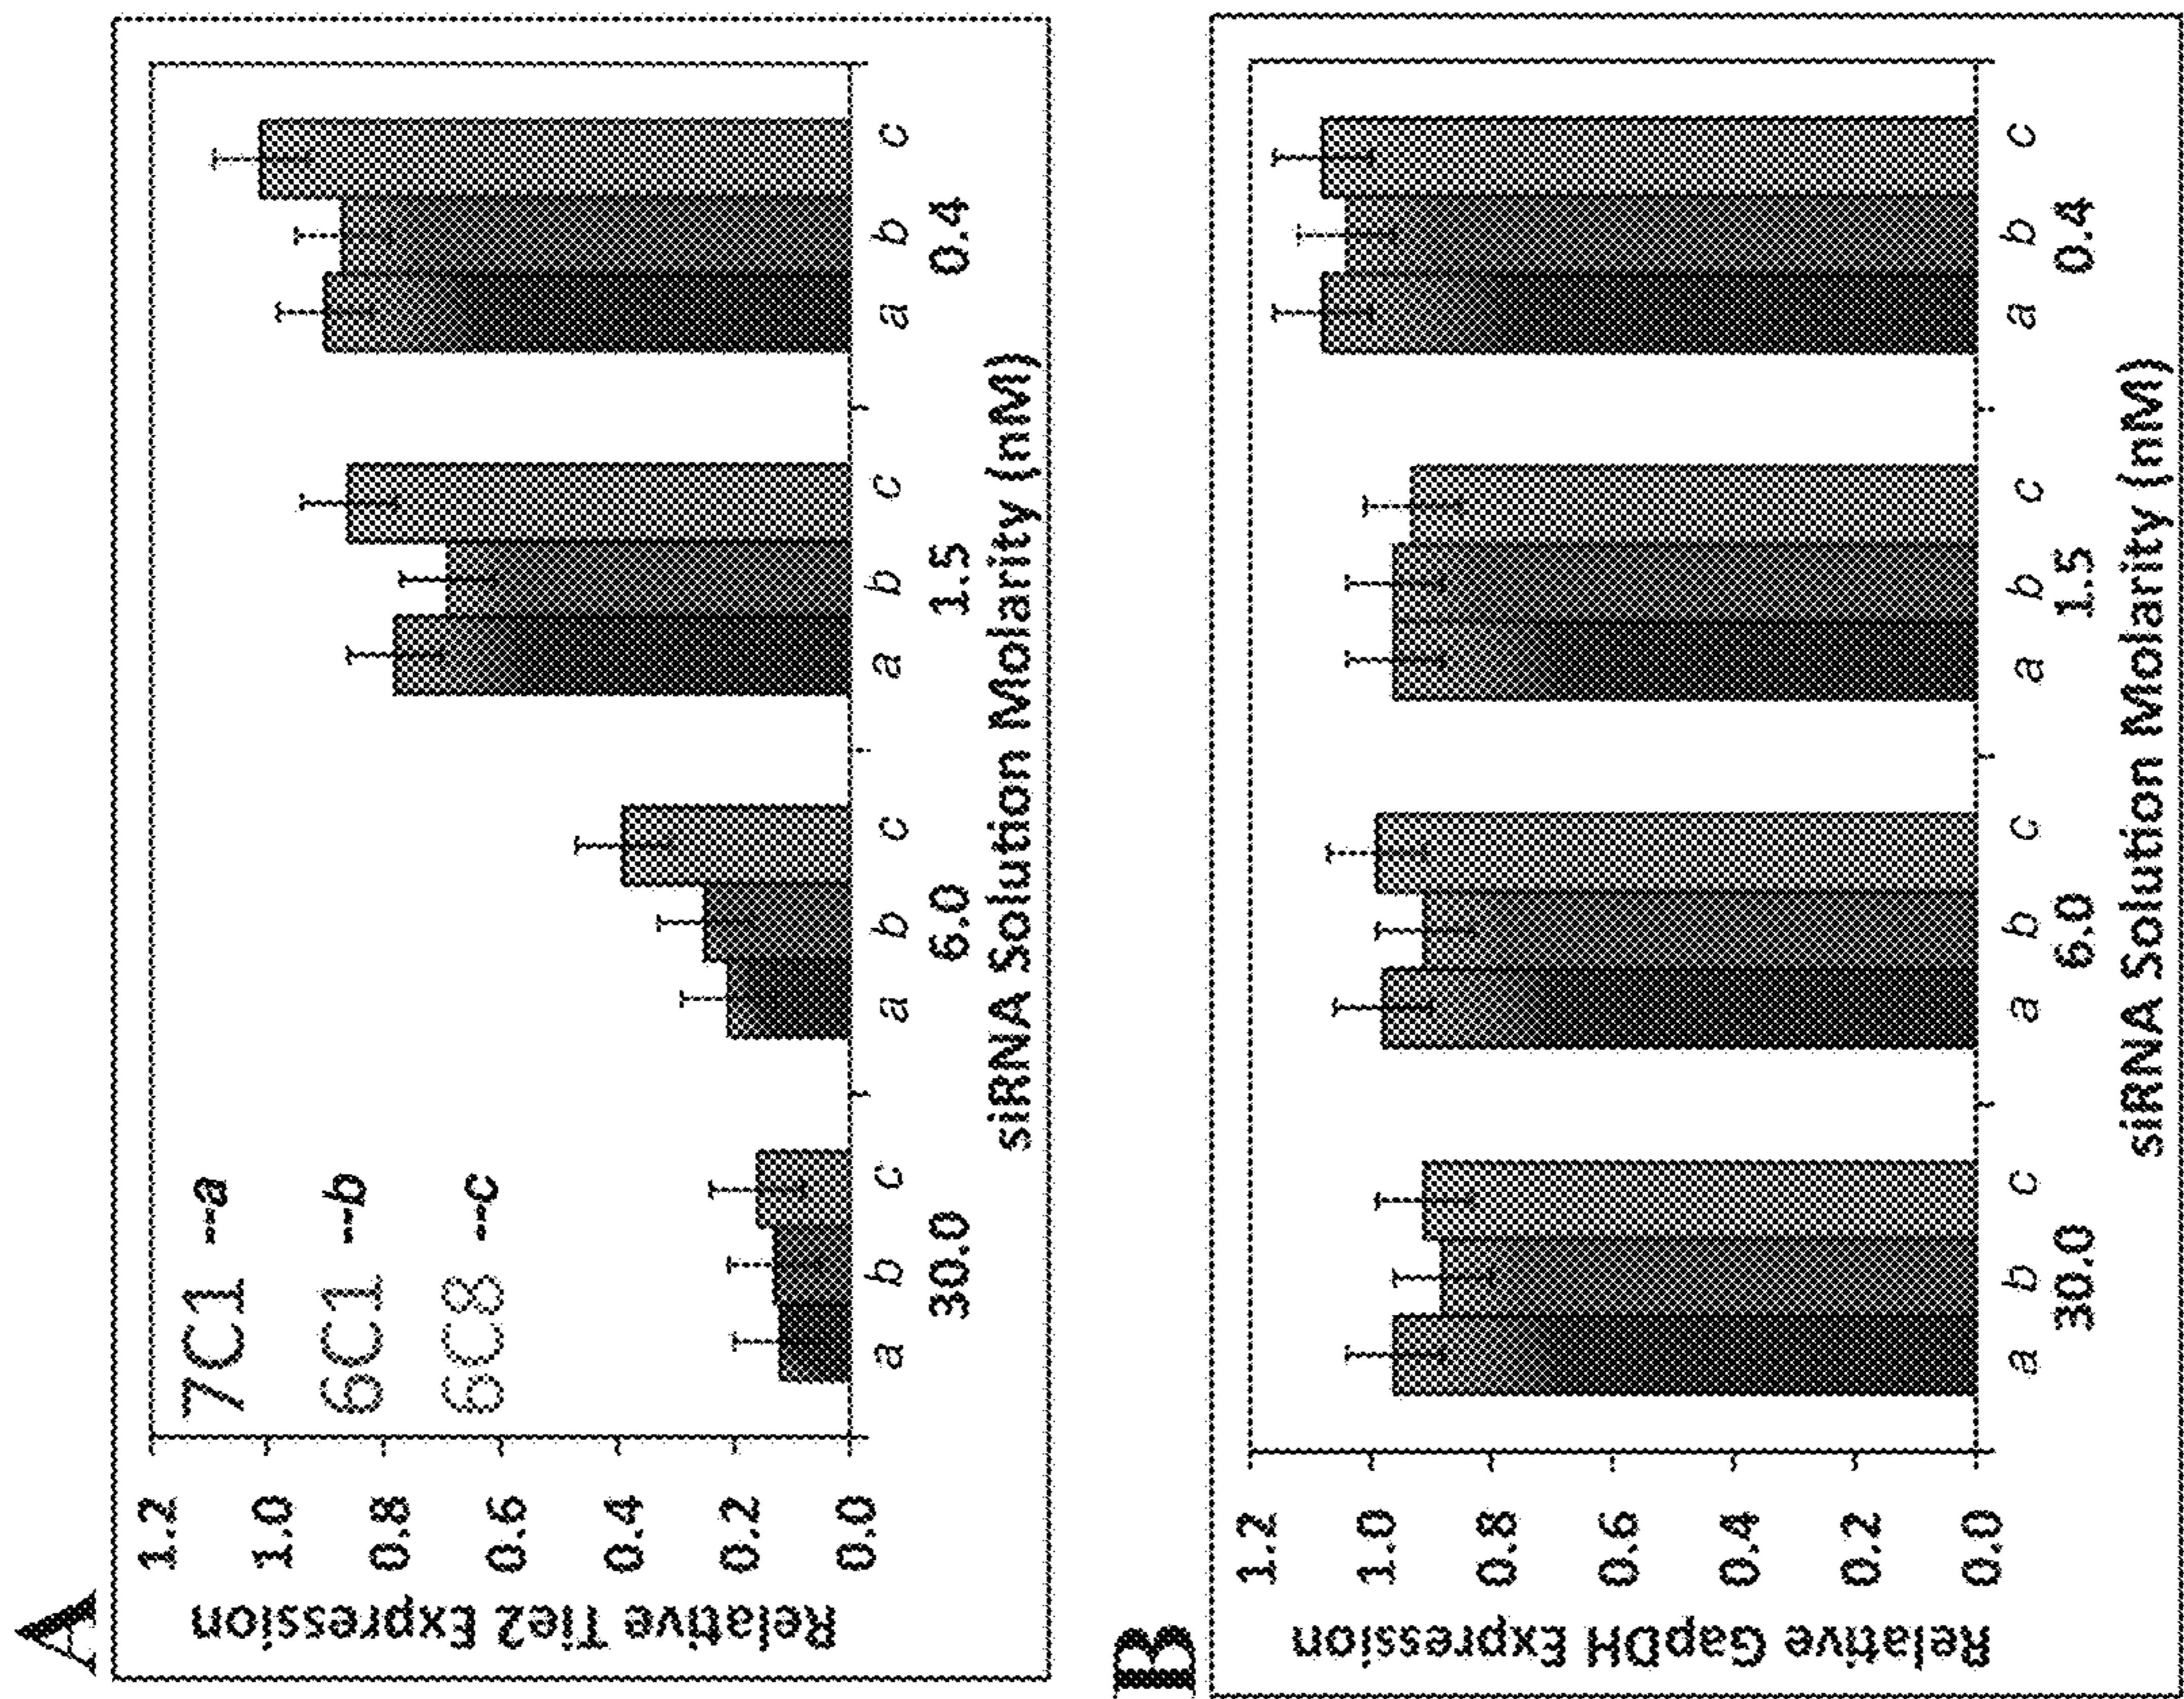 A
Relative Tie2 Expression
1.2
1.0
0.8
0.6
0.4
0.2
0.0
7C1 --a
6C1 --b
6C8 --c
a b c a b c a b c a b c
30.0 6.0 1.5 0.4
siRNA Solution Molarity (nM)
B
Relative GapDH Expression
1.2
1.0
0.8
0.6
0.4
0.2
0.0
a b c a b c a b c a b c
30.0 6.0 1.5 0.4
siRNA Solution Molarity (nM)